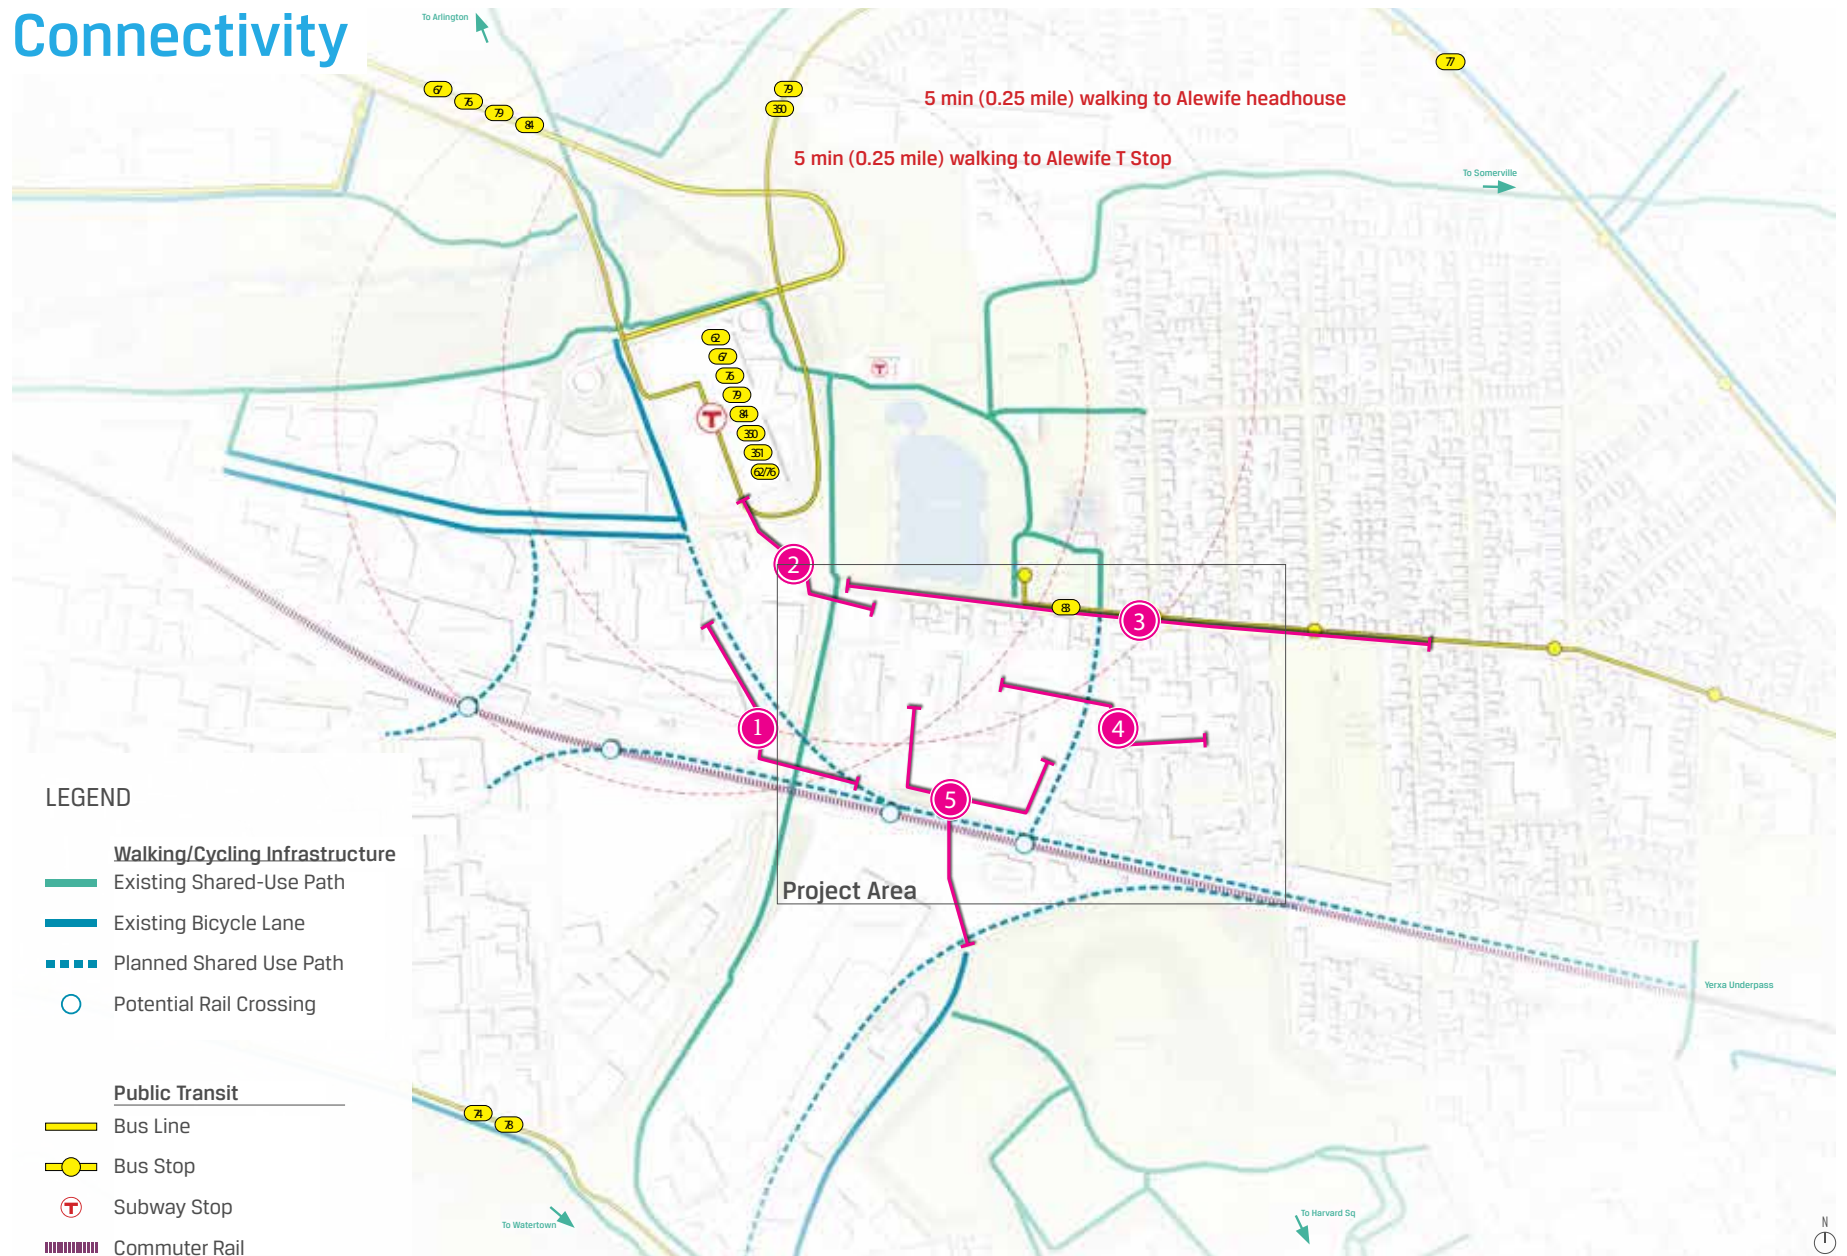 Connectivity
To Arlington
67
76
79
84
79
350
77
5 min (0.25 mile) walking to Alewife headhouse
5 min (0.25 mile) walking to Alewife T Stop
To Somerville
62
67
76
79
84
350
351
62/76
T
T
2
83
3
1
4
5
Project Area
LEGEND
Walking/Cycling Infrastructure
Existing Shared-Use Path
Existing Bicycle Lane
Planned Shared Use Path
Potential Rail Crossing
Public Transit
Bus Line
Bus Stop
T Subway Stop
Commuter Rail
74
78
To Watertown
To Harvard Sq
Yerxa Underpass
N